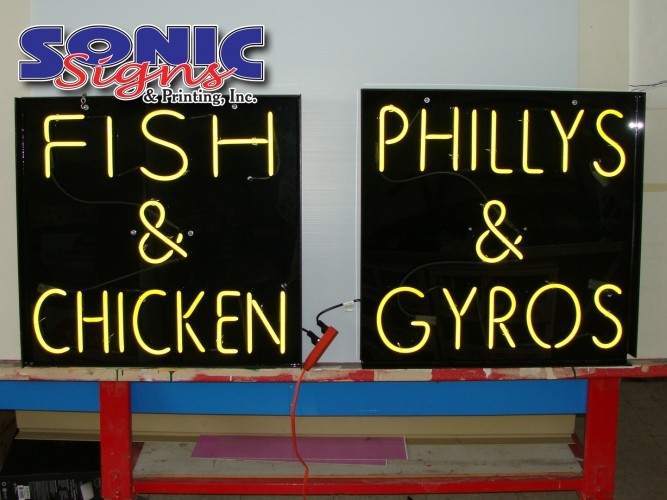 SONIC
Signs
& Printing, Inc.
FISH
&
CHICKEN
PHILLYS
&
GYROS